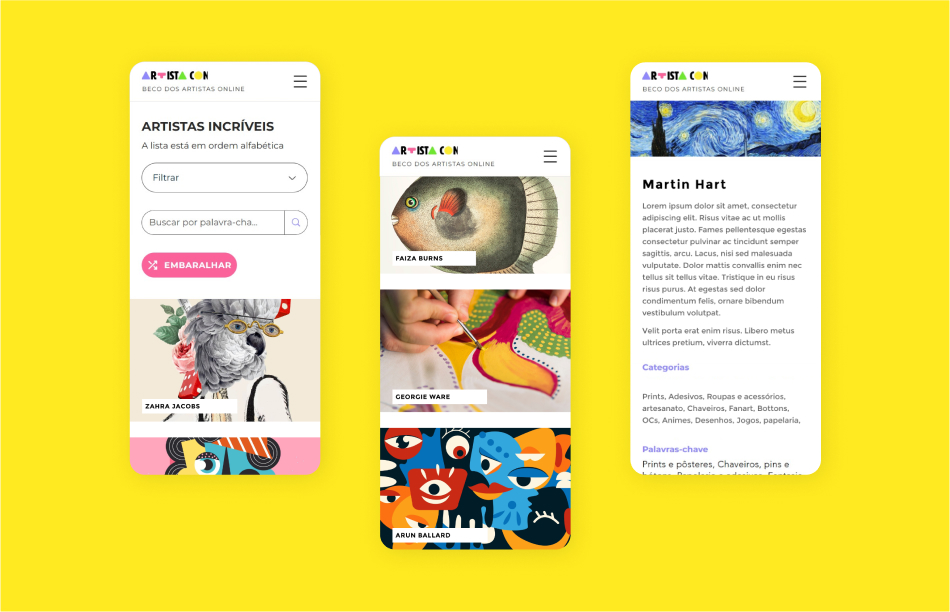 ARTISTA CON
BECO DOS ARTISTAS ONLINE
ARTISTAS INCRÍVEIS
A lista está em ordem alfabética
Filtrar
Buscar por palavra-cha...
EMBARALHAR
ZAHRA JACOBS
ARTISTA CON
BECO DOS ARTISTAS ONLINE
FAIZA BURNS
GEORGIE WARE
ARUN BALLARD
ARTISTA CON
BECO DOS ARTISTAS ONLINE
Martin Hart
Lorem ipsum dolor sit amet, consectetur
adipiscing elit. Risus vitae ac ut mollis
placerat justo. Fames pellentesque egestas
consectetur pulvinar ac tincidunt semper
sagittis, arcu. Lacus, nisi sed malesuada
vulputate. Dolor mattis convallis enim nec
tellus sit tellus vitae. Tristique in eu risus
risus purus. At egestas sed dolor
condimentum felis, ornare bibendum
vestibulum volutpat.
Velit porta erat enim risus. Libero metus
ultrices pretium, viverra dictumst.
Categorias
Prints, Adesivos, Roupas e acessórios,
artesanato, Chaveiros, Fanart, Bottons,
OCs, Animes, Desenhos, Jogos, papelaria,
Palavras-chave
Prints e pôsteres, Chaveiros, pins e